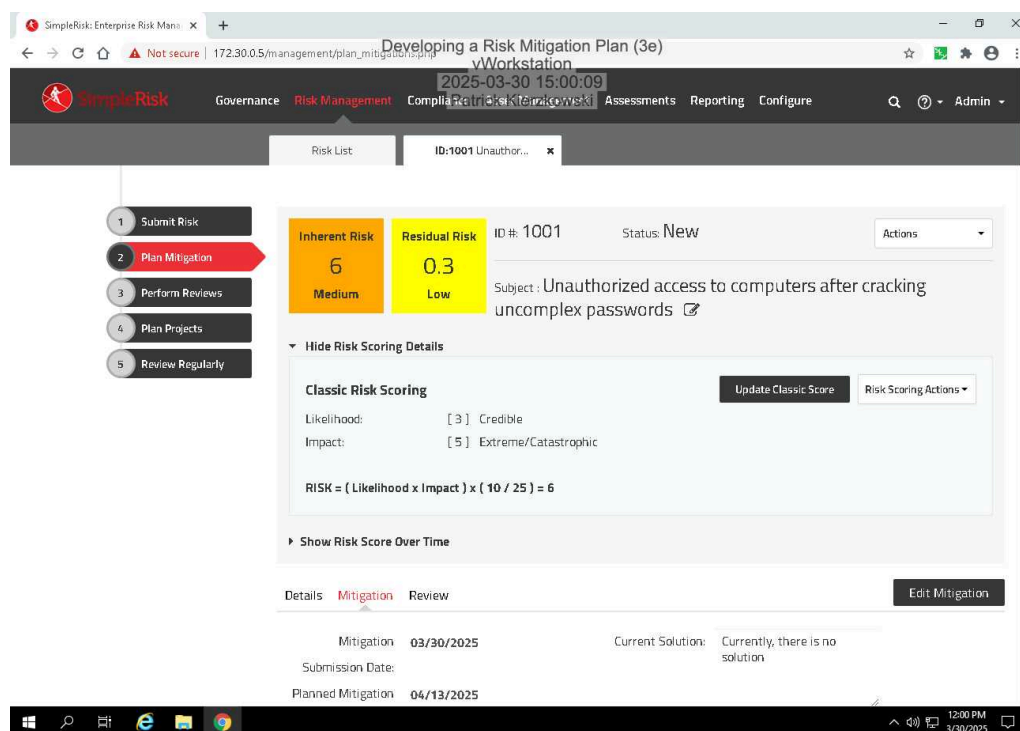 SimpleRisk: Enterprise Risk Mana
Not secure | 172.30.0.5/management/plan_mitigations.php
Developing a Risk Mitigation Plan (3e)
vWorkstation
2025-03-30 15:00:09
SimpleRisk
Governance Risk Management Compliance Asset Management Assessments Reporting Configure Admin
Risk List ID:1001 Unauthor...
1 Submit Risk
2 Plan Mitigation
3 Perform Reviews
4 Plan Projects
5 Review Regularly
Inherent Risk
6
Medium
Residual Risk
0.3
Low
ID #: 1001 Status: New
Actions
Subject : Unauthorized access to computers after cracking
uncomplex passwords
Hide Risk Scoring Details
Classic Risk Scoring
Update Classic Score Risk Scoring Actions
Likelihood: [ 3 ] Credible
Impact: [ 5 ] Extreme/Catastrophic
RISK = ( Likelihood x Impact ) x ( 10 / 25 ) = 6
Show Risk Score Over Time
Details Mitigation Review
Edit Mitigation
Mitigation 03/30/2025
Submission Date:
Current Solution: Currently, there is no
solution
Planned Mitigation 04/13/2025
12:00 PM
3/30/2025